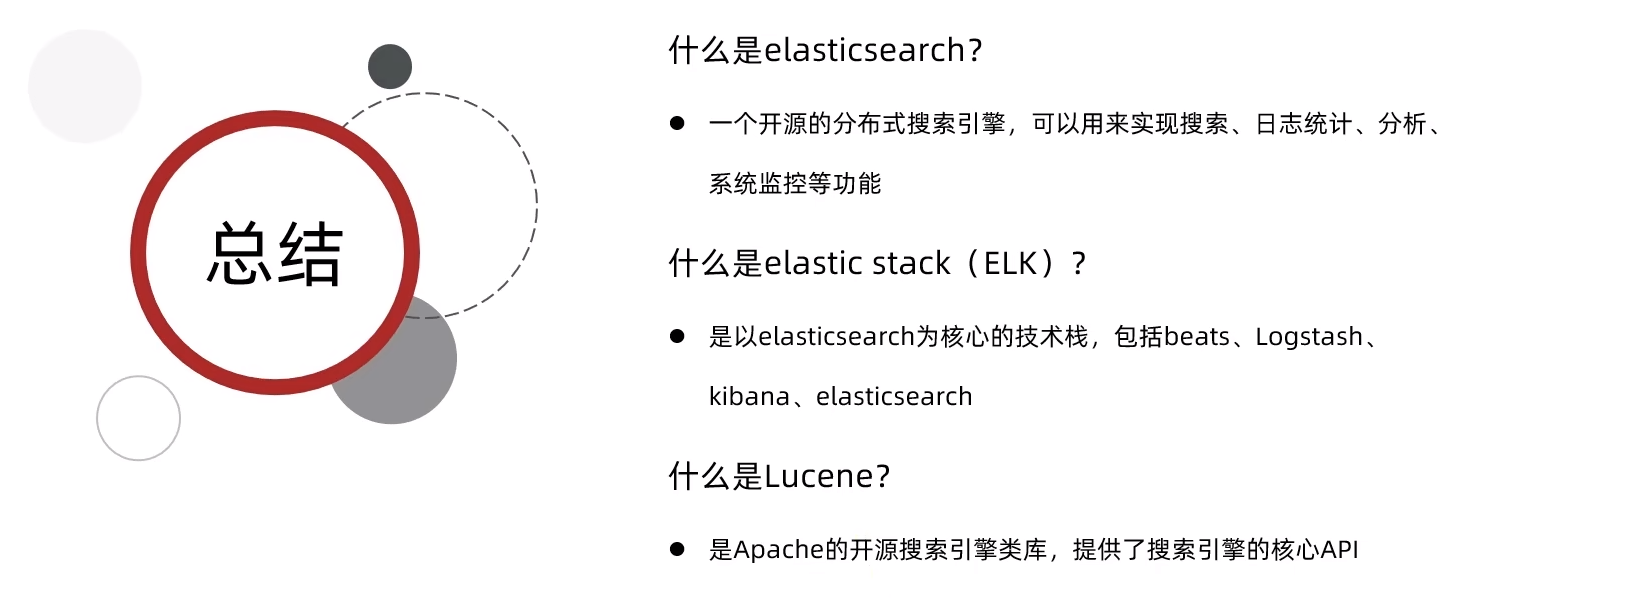 总结
什么是elasticsearch?
● 一个开源的分布式搜索引擎，可以用来实现搜索、日志统计、分析、
系统监控等功能
什么是elastic stack（ELK）?
● 是以elasticsearch为核心的技术栈，包括beats、Logstash、
kibana、elasticsearch
什么是Lucene?
● 是Apache的开源搜索引擎类库，提供了搜索引擎的核心API